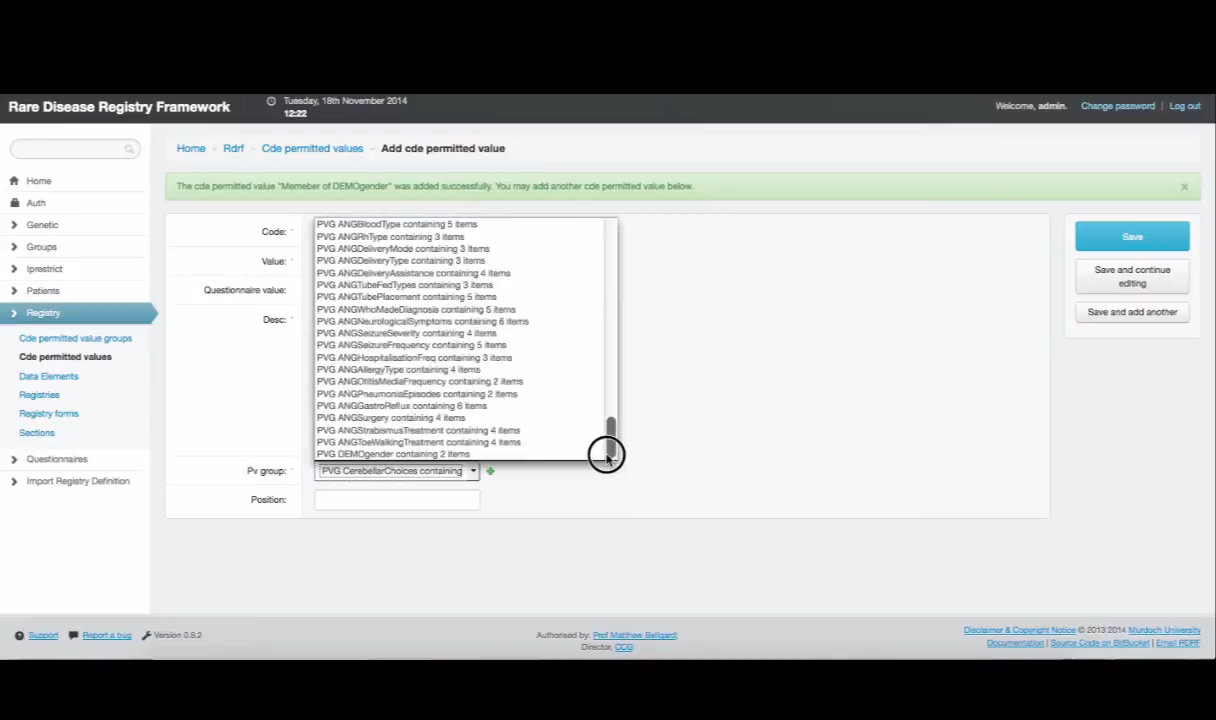 Rare Disease Registry Framework
Tuesday, 18th November 2014
12:22
Welcome, admin. Change password | Log out
Home
Auth
Genetic
Groups
Iprestrict
Patients
Registry
Cde permitted value groups
Cde permitted values
Data Elements
Registries
Registry forms
Sections
Questionnaires
Import Registry Definition
Home - Rdrf - Cde permitted values - Add cde permitted value
The cde permitted value "Memeber of DEMOgender" was added successfully. You may add another cde permitted value below.
Code:
Value:
Questionnaire value:
Desc:
PVG ANGBloodType containing 5 items
PVG ANGRhType containing 3 items
PVG ANGDeliveryMode containing 3 items
PVG ANGDeliveryType containing 3 items
PVG ANGDeliveryAssistance containing 4 items
PVG ANGTubeFedTypes containing 3 items
PVG ANGTubePlacement containing 5 items
PVG ANGWhoMadeDiagnosis containing 5 items
PVG ANGNeurologicalSymptoms containing 6 items
PVG ANGSeizureSeverity containing 4 items
PVG ANGSeizureFrequency containing 5 items
PVG ANGHospitalisationFreq containing 3 items
PVG ANGAllergyType containing 4 items
PVG ANGOtitisMediaFrequency containing 2 items
PVG ANGPneumoniaEpisodes containing 2 items
PVG ANGGastroReflux containing 6 items
PVG ANGSurgery containing 4 items
PVG ANGStrabismusTreatment containing 4 items
PVG ANGToeWalkingTreatment containing 4 items
PVG DEMOgender containing 2 items
Pv group: PVG CerebellarChoices containing
Position:
Save
Save and continue
editing
Save and add another
Support Report a bug Version 0.8.2
Authorised by: Prof Matthew Bellgard
Director, CCG
Disclaimer & Copyright Notice © 2013 2014 Murdoch University
Documentation | Source Code on BitBucket | Email RDRF